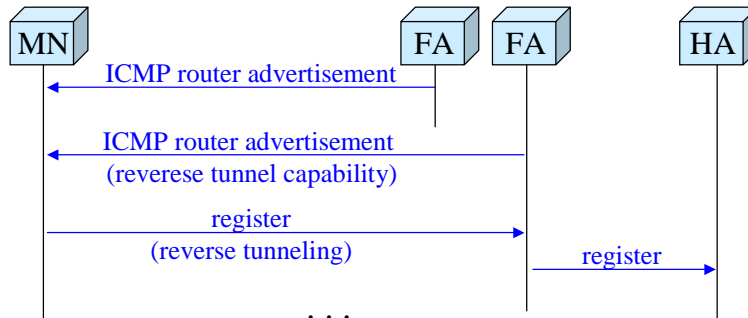 MN FA FA HA
ICMP router advertisement
ICMP router advertisement
(reverese tunnel capability)
register
(reverse tunneling)
register
. . .